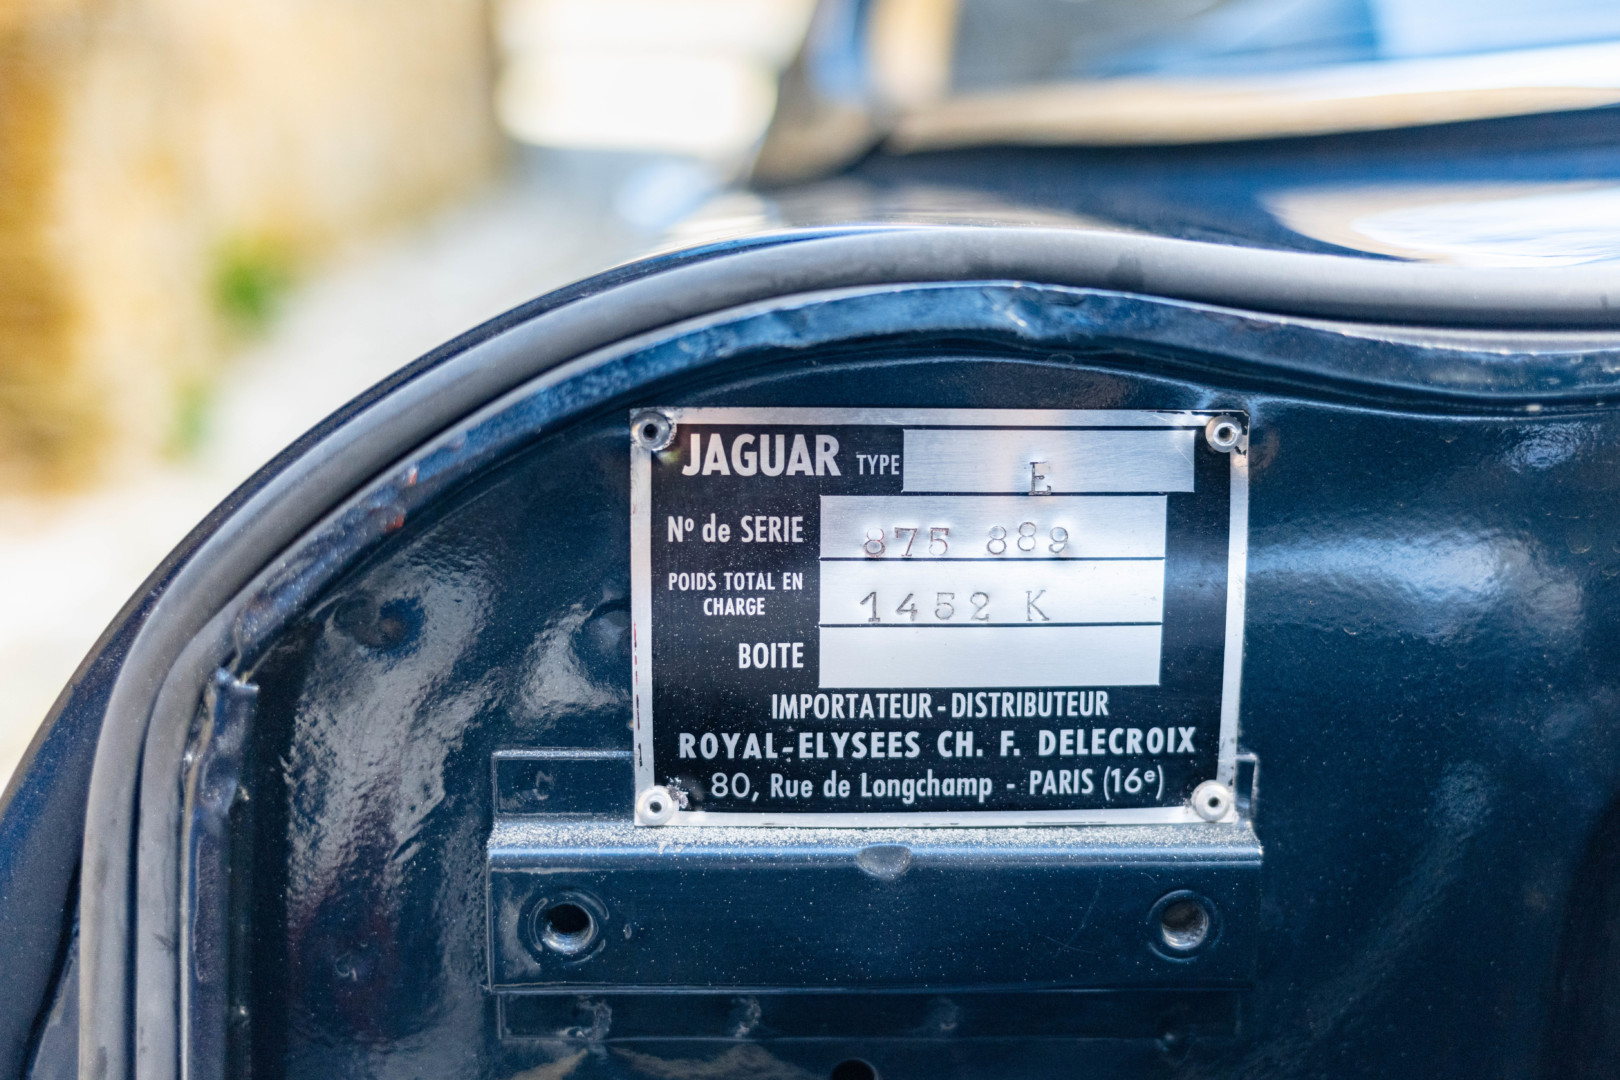 JAGUAR TYPE E
Nº de SERIE 875 889
POIDS TOTAL EN
CHARGE 1452 K
BOITE
IMPORTATEUR - DISTRIBUTEUR
ROYAL-ELYSEES CH. F. DELECROIX
80, Rue de Longchamp - PARIS (16e)